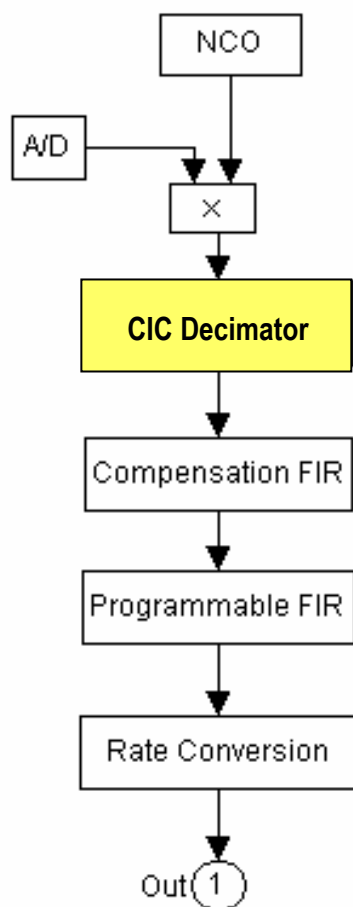 NCO
A/D
×
CIC Decimator
Compensation FIR
Programmable FIR
Rate Conversion
Out 1